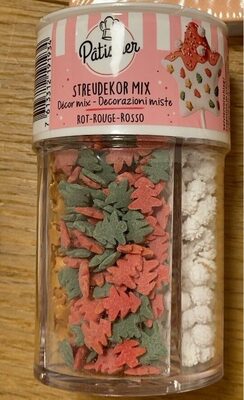 Pâtissier
STREUDEKOR MIX
Décor mix - Decorazioni miste
ROT-ROUGE-ROSSO